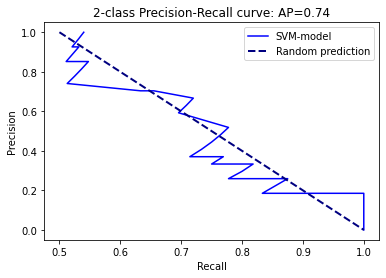 2-class Precision-Recall curve: AP=0.74
SVM-model
Random prediction
Precision
1.0
0.8
0.6
0.4
0.2
0.0
0.5 0.6 0.7 0.8 0.9 1.0
Recall